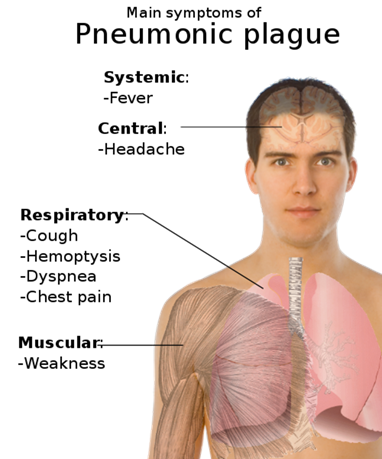 Main symptoms of
Pneumonic plague
Systemic:
-Fever
Central:
-Headache
Respiratory:
-Cough
-Hemoptysis
-Dyspnea
-Chest pain
Muscular:
-Weakness